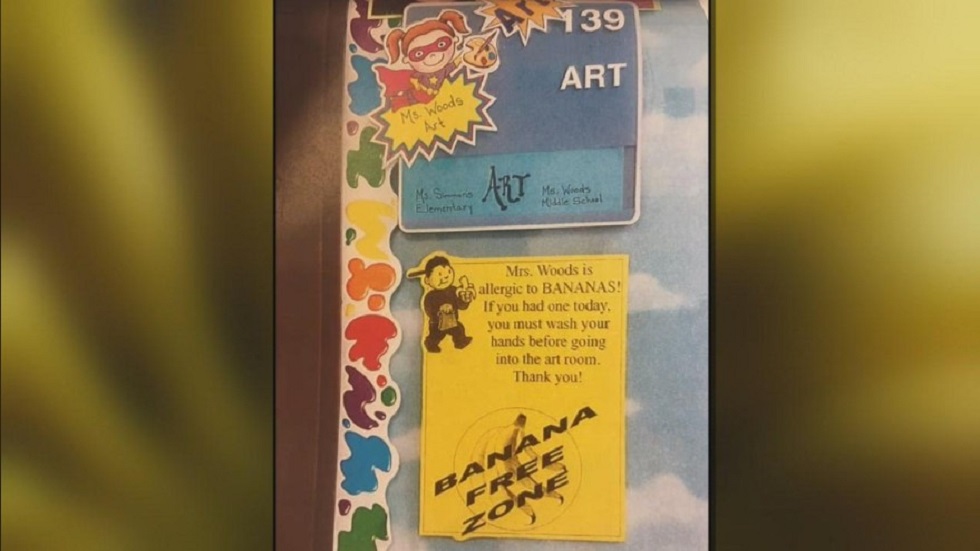 Art
139
ART
Ms. Woods
Art
Ms. Simmons
Elementary
ART
Ms. Woods
Middle School
Mrs. Woods is
allergic to BANANAS!
If you had one today,
you must wash your
hands before going
into the art room.
Thank you!
BANANA
FREE
ZONE